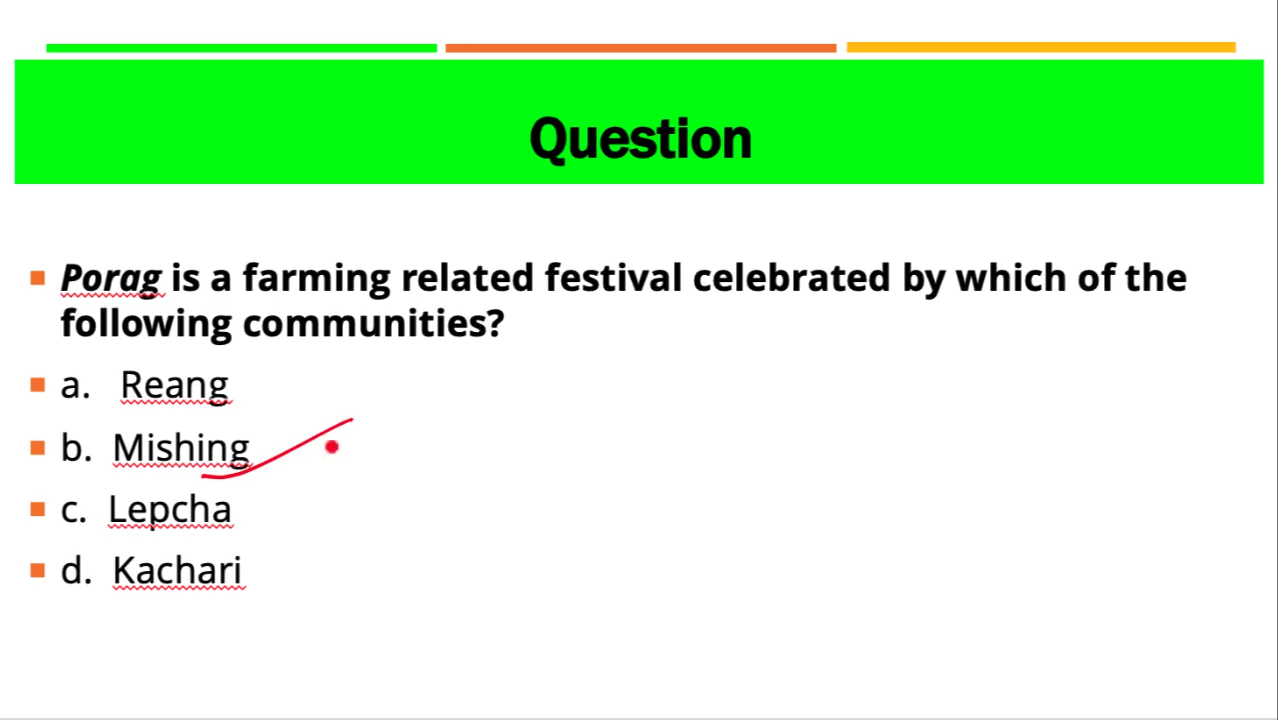 Question
Porag is a farming related festival celebrated by which of the
following communities?
a. Reang
b. Mishing
c. Lepcha
d. Kachari